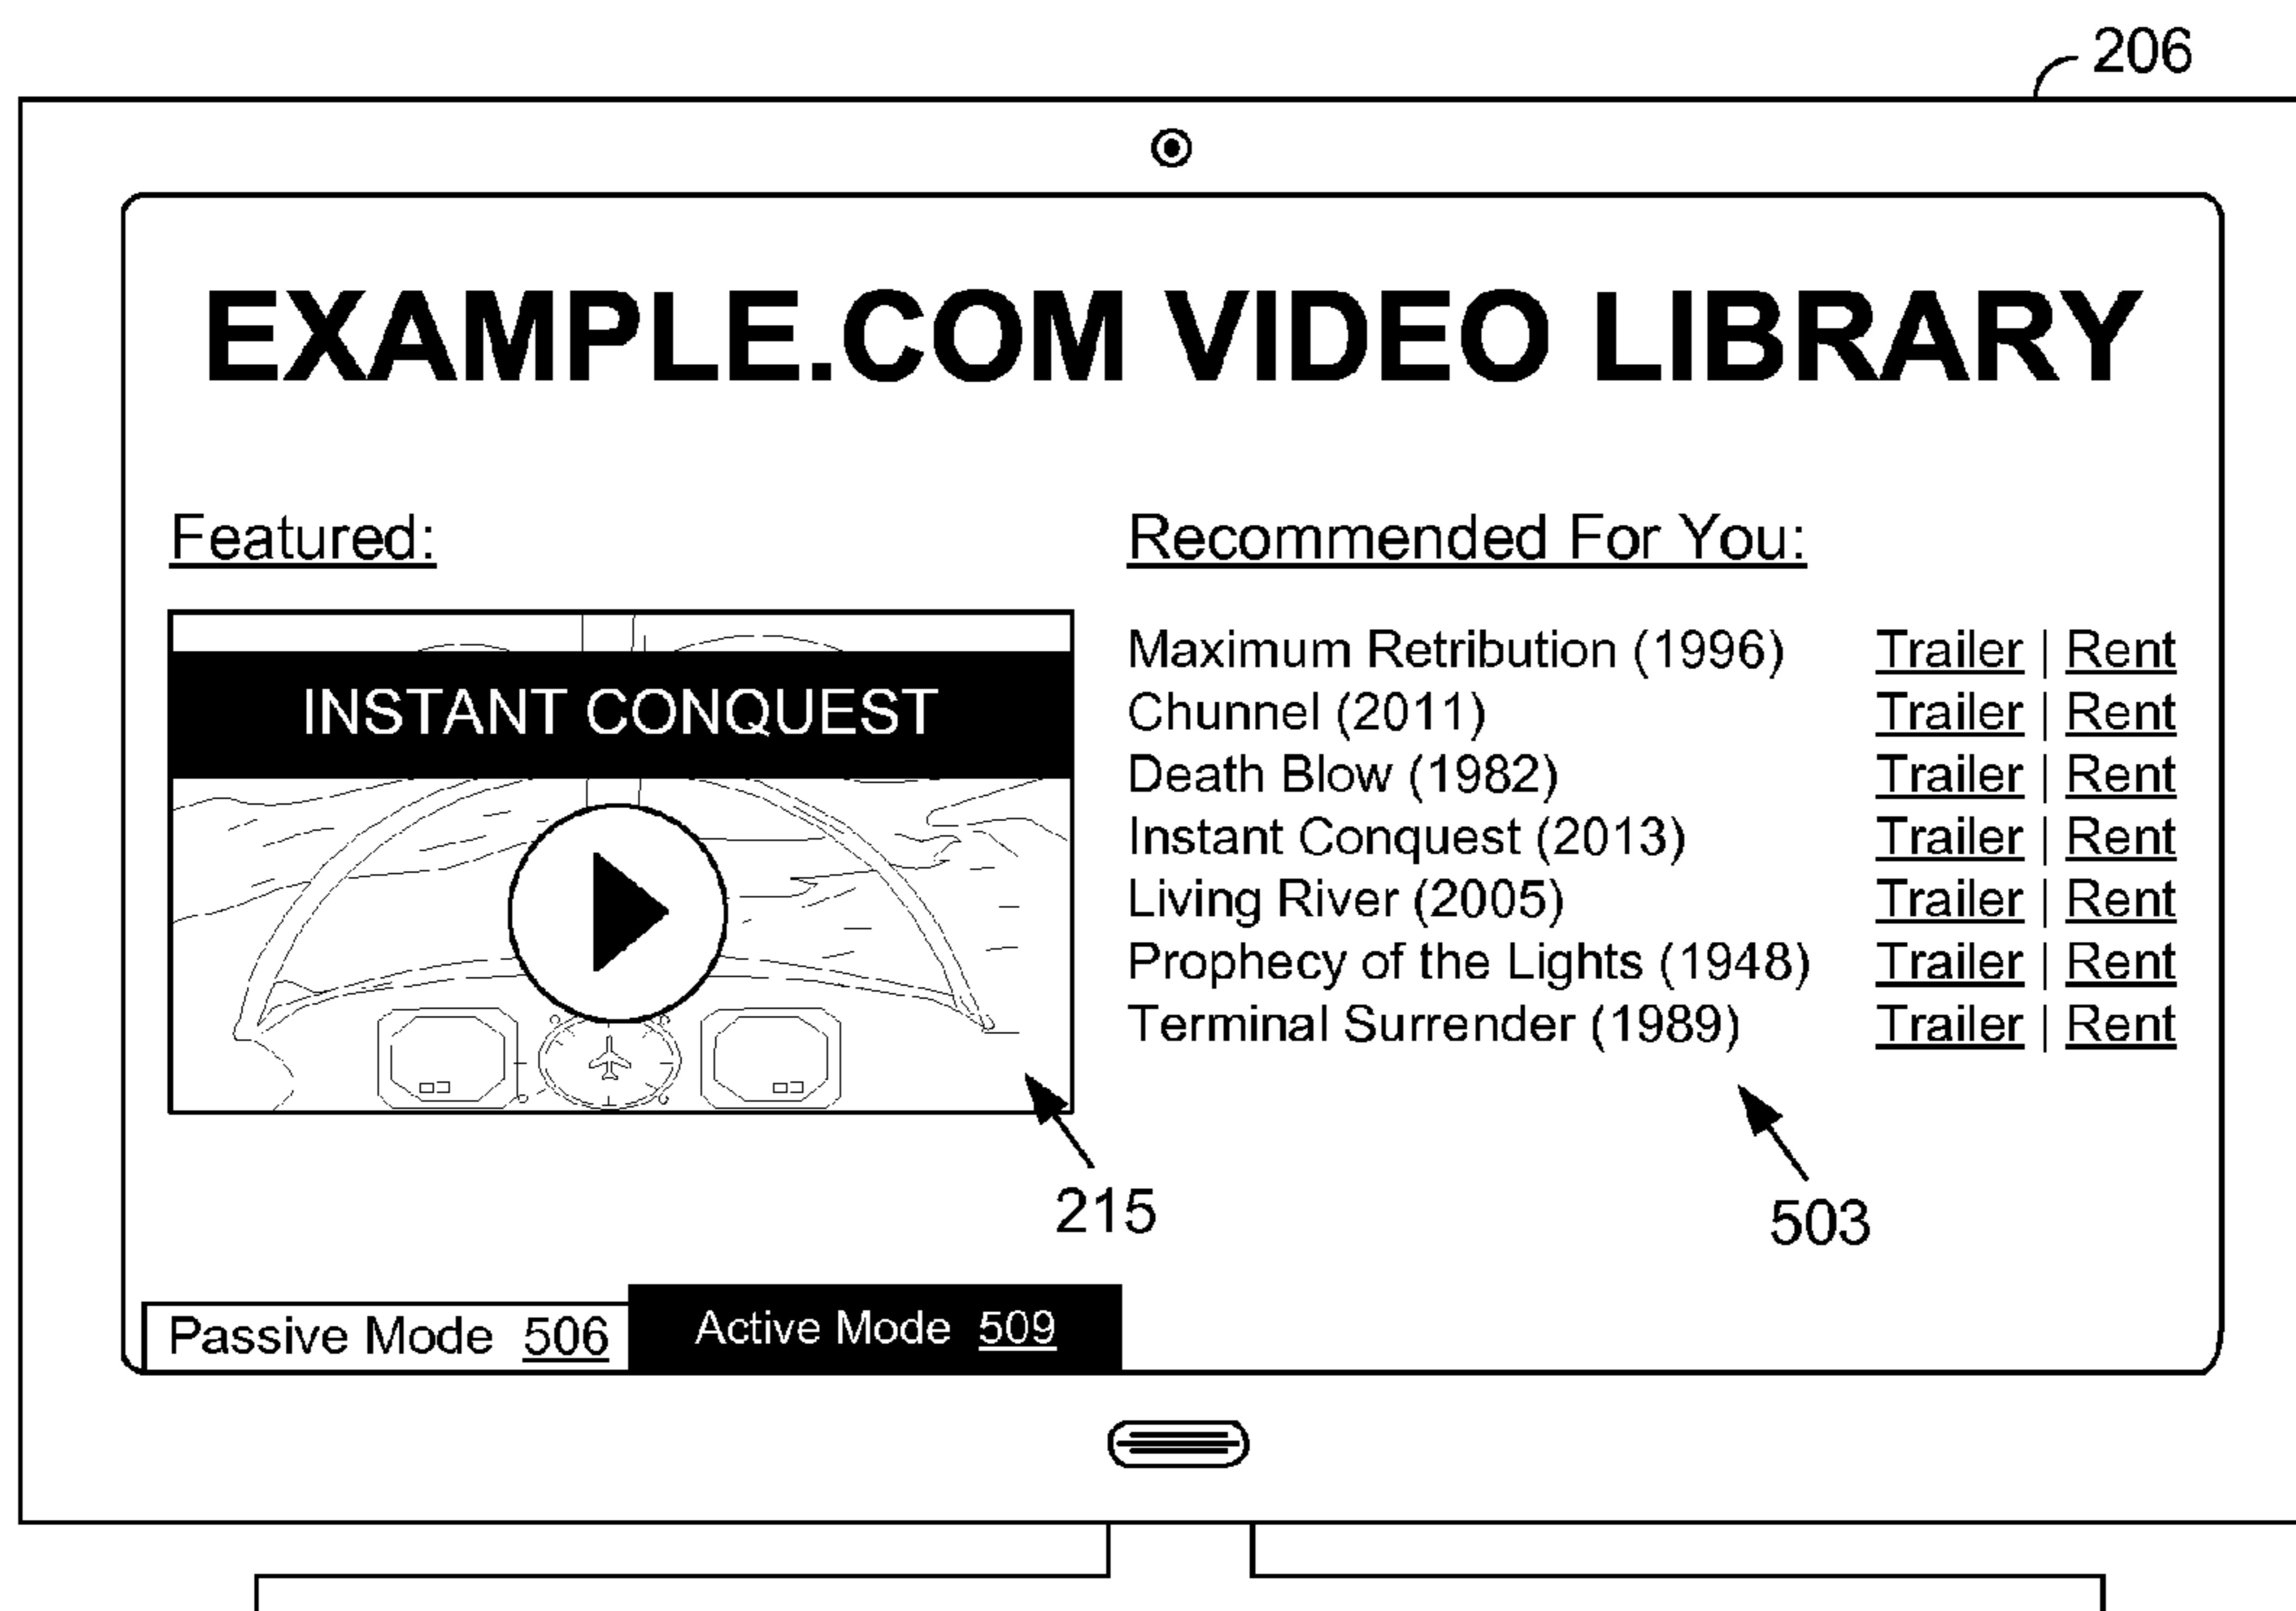 206
EXAMPLE.COM VIDEO LIBRARY
Featured:
INSTANT CONQUEST
215
Recommended For You:
Maximum Retribution (1996) Trailer | Rent
Chunnel (2011) Trailer | Rent
Death Blow (1982) Trailer | Rent
Instant Conquest (2013) Trailer | Rent
Living River (2005) Trailer | Rent
Prophecy of the Lights (1948) Trailer | Rent
Terminal Surrender (1989) Trailer | Rent
503
Passive Mode 506
Active Mode 509